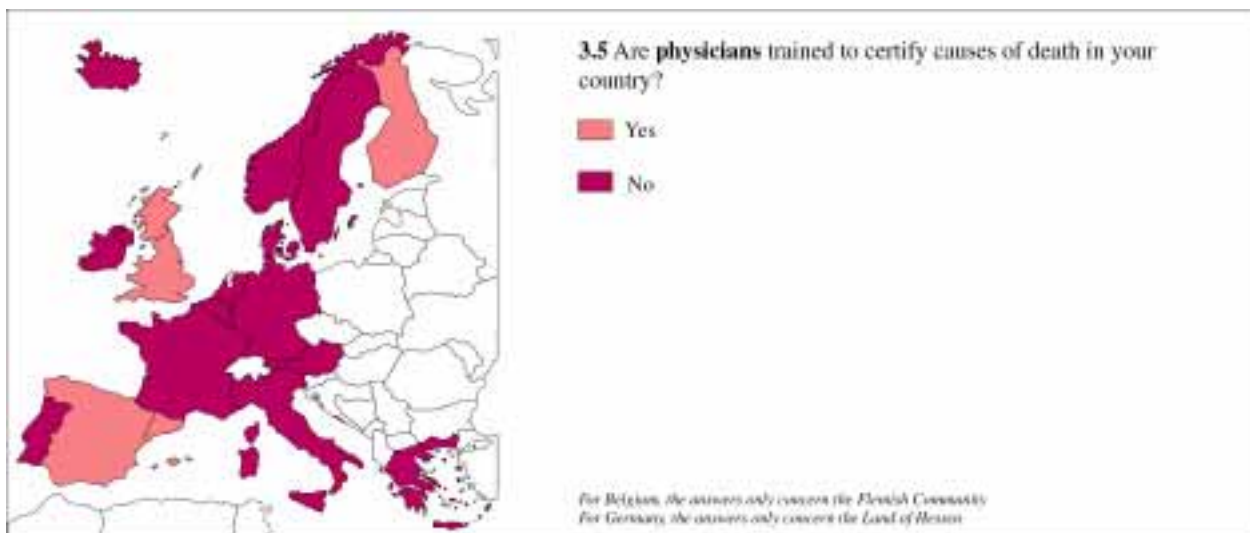 3.5 Are physicians trained to certify causes of death in your
country?
Yes
No
For Belgium, the answers only concern the Flemish Community
For Germany, the answers only concern the Land of Hessen